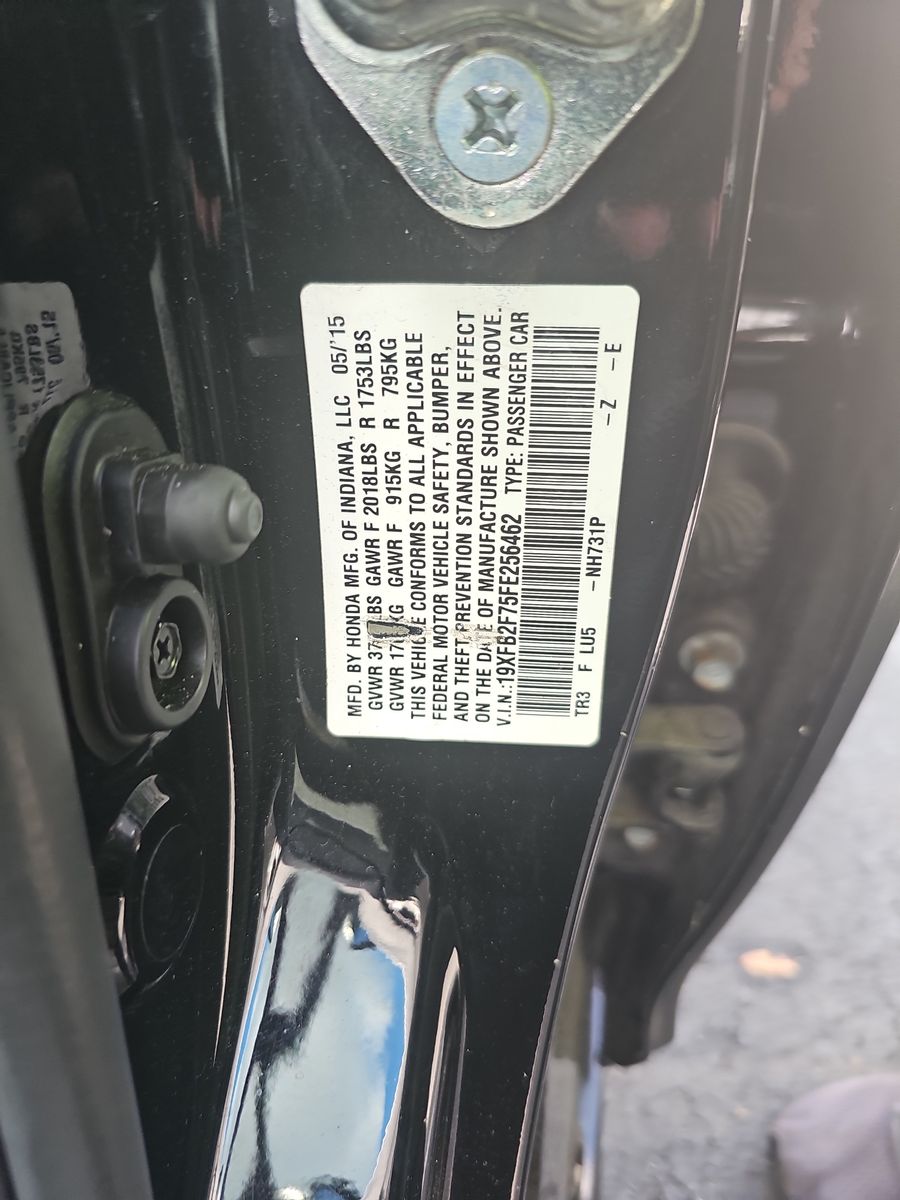 MFD. BY HONDA MFG. OF INDIANA, LLC 05/'15
GVWR LBS GAWR F 2018LBS R 1753LBS
GVWR KG GAWR F 915KG R 795KG
THIS VEHICLE CONFORMS TO ALL APPLICABLE
FEDERAL MOTOR VEHICLE SAFETY, BUMPER,
AND THEFT PREVENTION STANDARDS IN EFFECT
ON THE DATE OF MANUFACTURE SHOWN ABOVE.
V.I.N.:19XFB2F75FE256462 TYPE: PASSENGER CAR
TR3 F LU5 –NH731P –Z –E